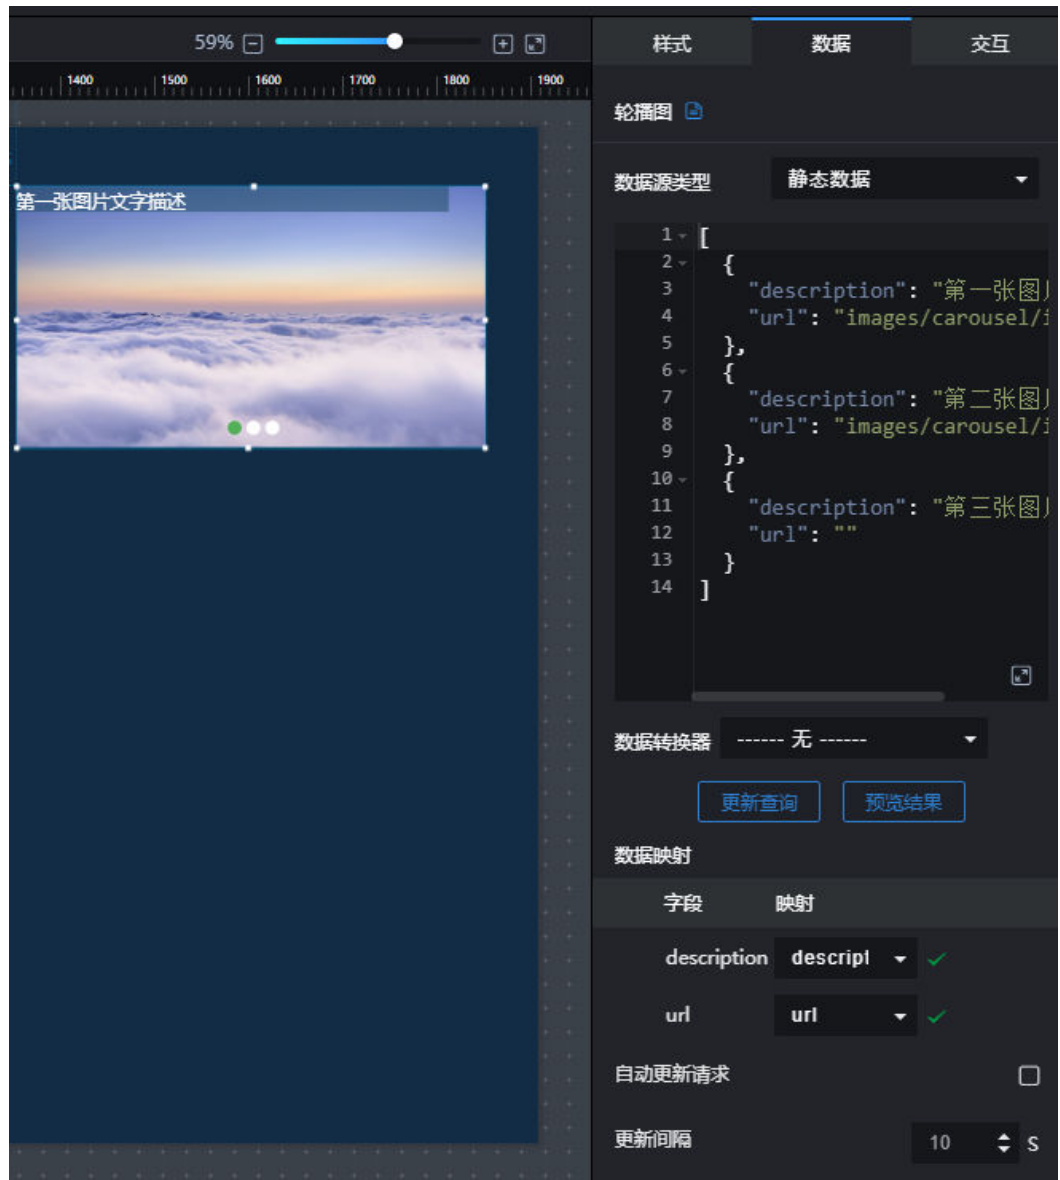 59%
1400 1500 1600 1700 1800 1900
第一张图片文字描述
样式 数据 交互
轮播图
数据源类型 静态数据
1 [
2 {
3 "description": "第一张图
4 "url": "images/carousel/i
5 },
6 {
7 "description": "第二张图
8 "url": "images/carousel/i
9 },
10 {
11 "description": "第三张图
12 "url": ""
13 }
14 ]
数据转换器 ------ 无 ------
更新查询 预览结果
数据映射
字段 映射
description descript
url url
自动更新请求
更新间隔 10 S